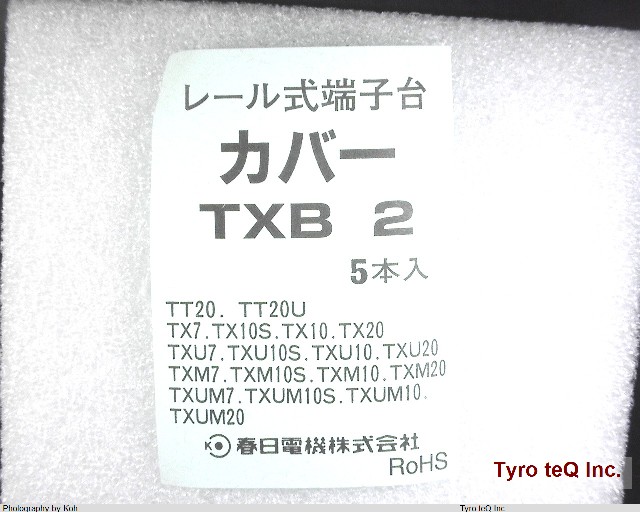 レール式端子台
カバー
TXB 2
5本入
TT20. TT20U
TX7.TX10S.TX10.TX20
TXU7.TXU10S.TXU10.TXU20
TXM7.TXM10S.TXM10.TXM20
TXUM7.TXUM10S.TXUM10.
TXUM20
K 春日電機株式会社
RoHS
Tyro teQ Inc.
Photography by Koh
Tyro teQ Inc